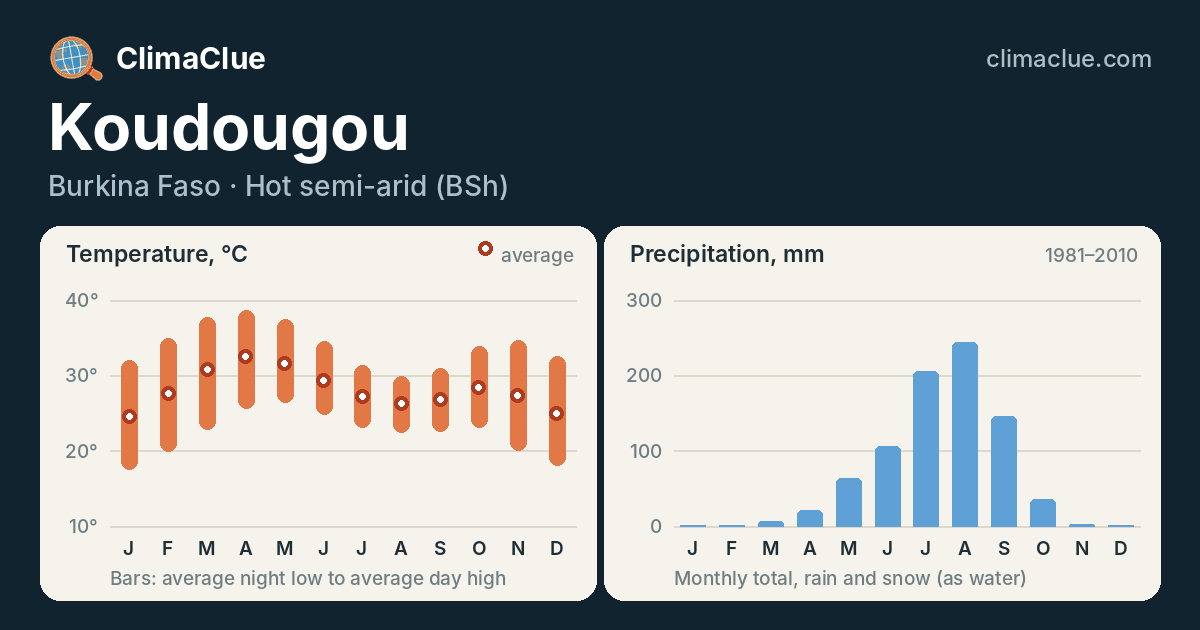 ClimaClue
climaclue.com
Koudougou
Burkina Faso · Hot semi-arid (BSh)
Temperature, °C
average
40°
30°
20°
10°
J F M A M J J A S O N D
Bars: average night low to average day high
Precipitation, mm
1981–2010
300
200
100
0
J F M A M J J A S O N D
Monthly total, rain and snow (as water)